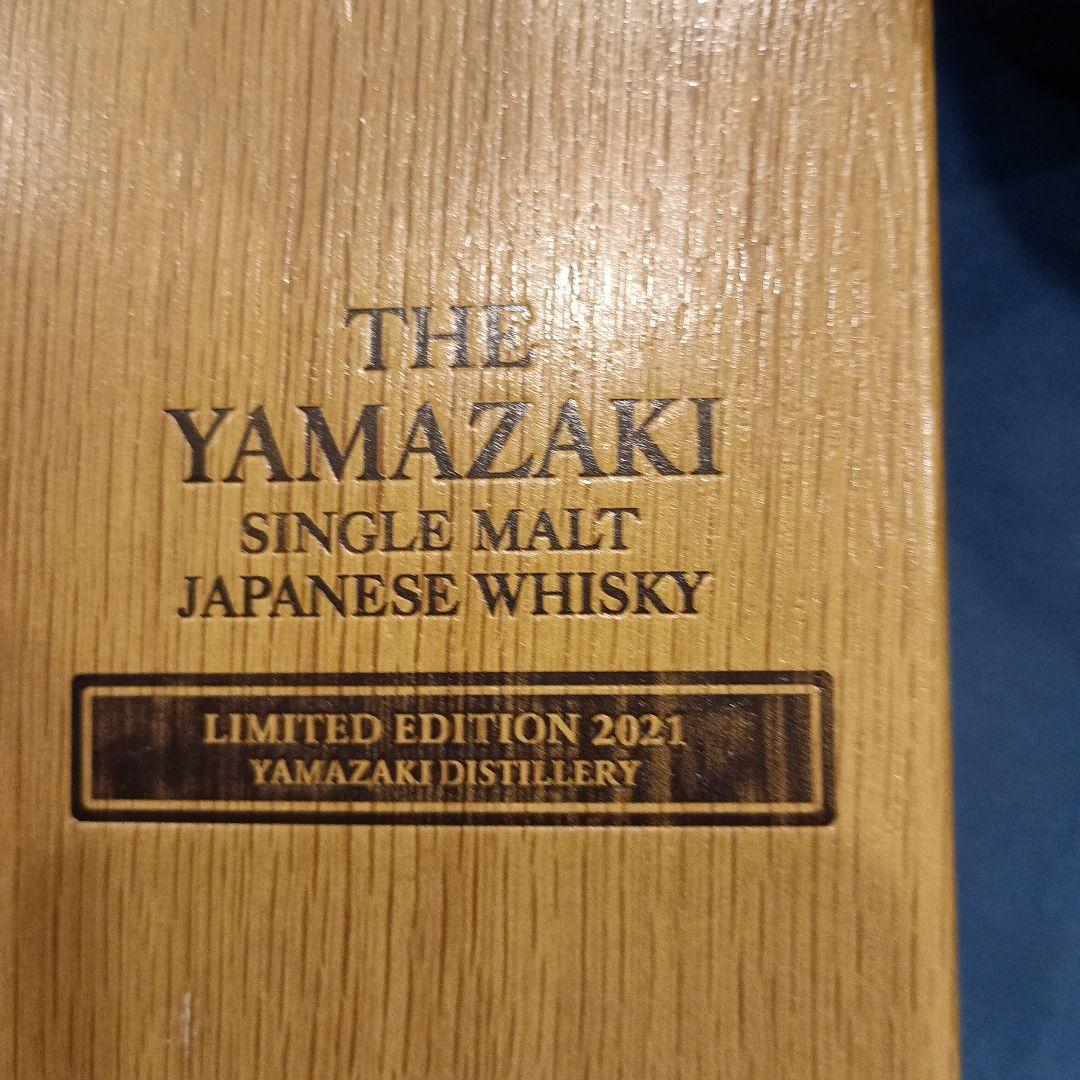 THE
YAMAZAKI
SINGLE MALT
JAPANESE WHISKY
LIMITED EDITION 2021
YAMAZAKI DISTILLERY